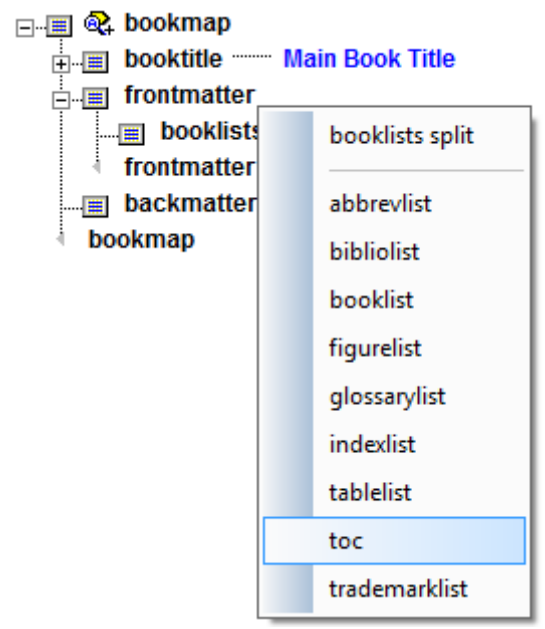 bookmap
booktitle Main Book Title
frontmatter
booklists
frontmatter
backmatter
bookmap
booklists split
abbrevlist
bibliolist
booklist
figurelist
glossarylist
indexlist
tablelist
toc
trademarklist